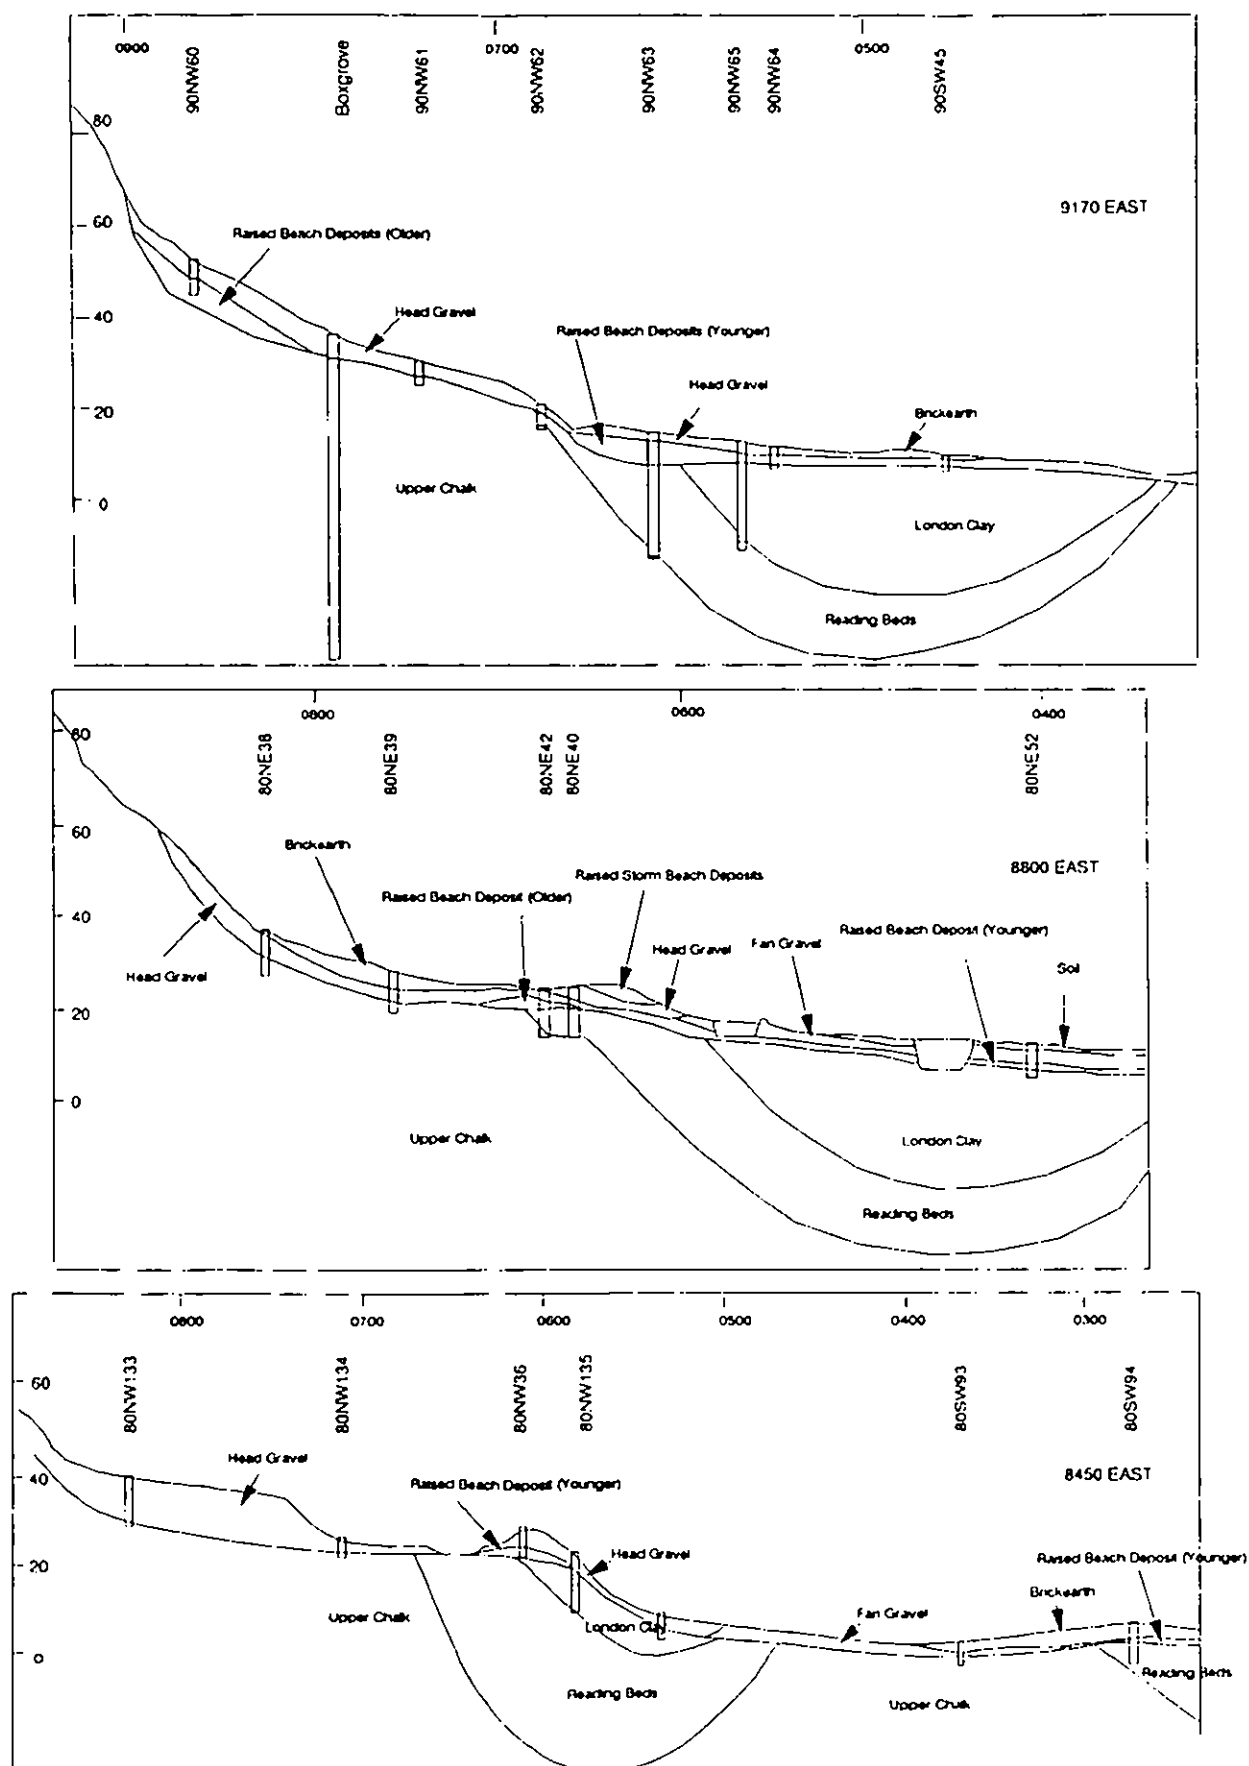 0900 0700 0500
90NW60 Boxgrove 90NW61 90NW62 90NW63 90NW65 90NW64 90SW45
80
9170 EAST
60
Raised Beach Deposits (Older)
Head Gravel
40
Raised Beach Deposits (Younger)
Head Gravel
20
Brickearth
Upper Chalk
0
London Clay
Reading Beds
0800 0600 0400
80NE38 80NE39 80NE42 80NE40 80NE52
80
60
Brickearth
8800 EAST
Raised Storm Beach Deposits
Raised Beach Deposit (Older)
40
Raised Beach Deposit (Younger)
Head Gravel
Fan Gravel
Head Gravel
Soil
20
0
Upper Chalk
London Clay
Reading Beds
0800 0700 0600 0500 0400 0300
80NW133 80NW134 80NW36 80NW135 80SW93 80SW94
60
Head Gravel
8450 EAST
40
Raised Beach Deposit (Younger)
Head Gravel
Raised Beach Deposit (Younger)
20
Brickearth
Upper Chalk
London Clay
Fan Gravel
0
Reading Beds
Reading Beds
Upper Chalk